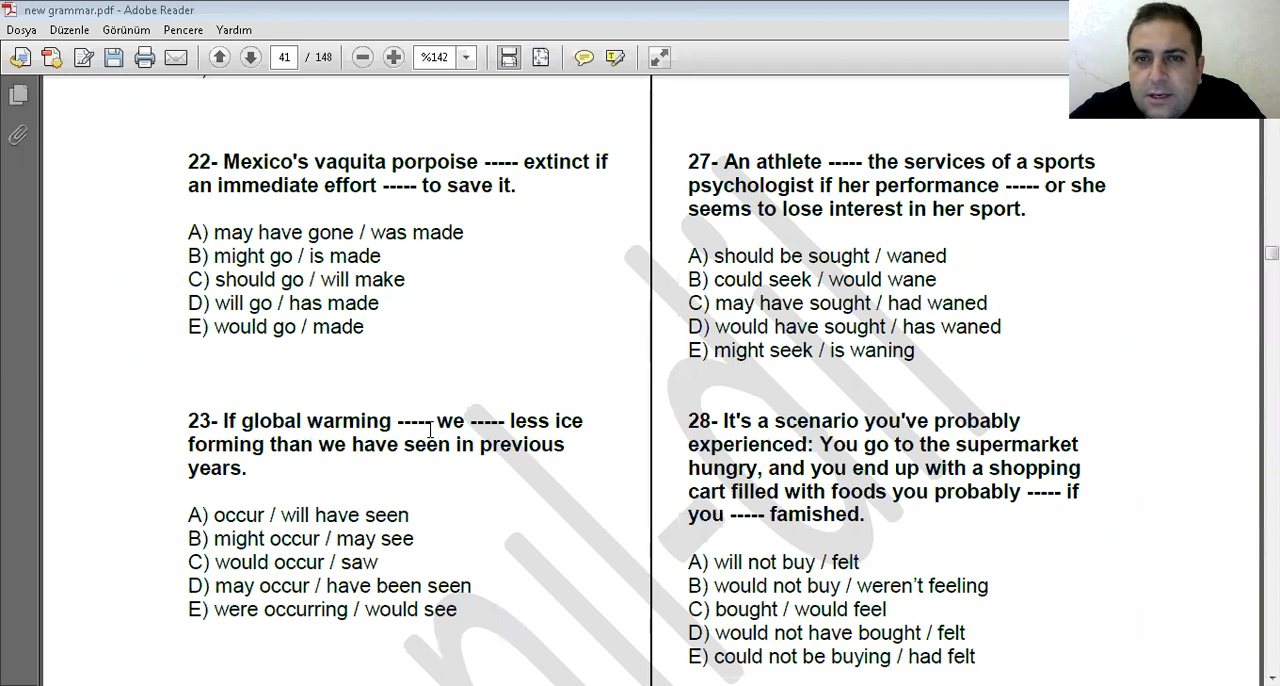 new grammar.pdf - Adobe Reader
Dosya Düzenle Görünüm Pencere Yardım
41 / 148 %142
22- Mexico's vaquita porpoise ----- extinct if
an immediate effort ----- to save it.
A) may have gone / was made
B) might go / is made
C) should go / will make
D) will go / has made
E) would go / made
23- If global warming ----- we ----- less ice
forming than we have seen in previous
years.
A) occur / will have seen
B) might occur / may see
C) would occur / saw
D) may occur / have been seen
E) were occurring / would see
27- An athlete ----- the services of a sports
psychologist if her performance ----- or she
seems to lose interest in her sport.
A) should be sought / waned
B) could seek / would wane
C) may have sought / had waned
D) would have sought / has waned
E) might seek / is waning
28- It's a scenario you've probably
experienced: You go to the supermarket
hungry, and you end up with a shopping
cart filled with foods you probably ----- if
you ----- famished.
A) will not buy / felt
B) would not buy / weren't feeling
C) bought / would feel
D) would not have bought / felt
E) could not be buying / had felt